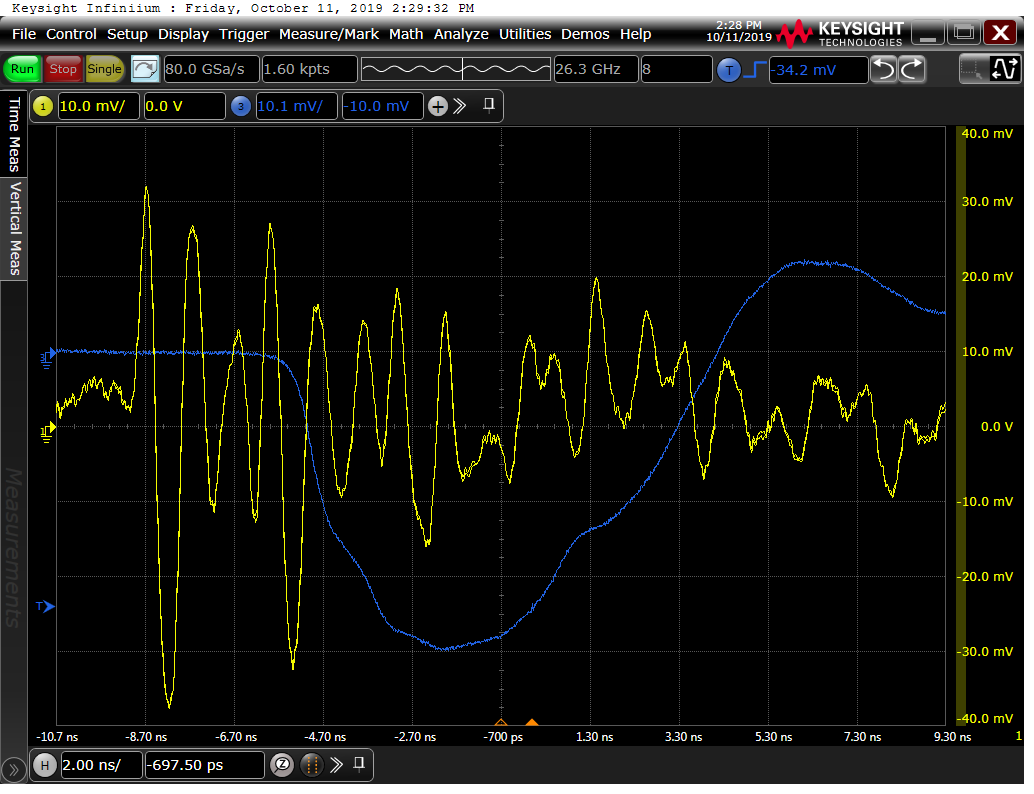 Keysight Infiniium : Friday, October 11, 2019 2:29:32 PM
File Control Setup Display Trigger Measure/Mark Math Analyze Utilities Demos Help
2:28 PM
10/11/2019
KEYSIGHT
TECHNOLOGIES
X
Run Stop Single 80.0 GSa/s 1.60 kpts 26.3 GHz 8 T -34.2 mV
1 10.0 mV/ 0.0 V 3 10.1 mV/ -10.0 mV +
Time Meas
Vertical Meas
Measurements
40.0 mV
30.0 mV
20.0 mV
10.0 mV
0.0 V
-10.0 mV
-20.0 mV
-30.0 mV
-40.0 mV
3
1
T
-10.7 ns -8.70 ns -6.70 ns -4.70 ns -2.70 ns -700 ps 1.30 ns 3.30 ns 5.30 ns 7.30 ns 9.30 ns 1
H 2.00 ns/ -697.50 ps Z